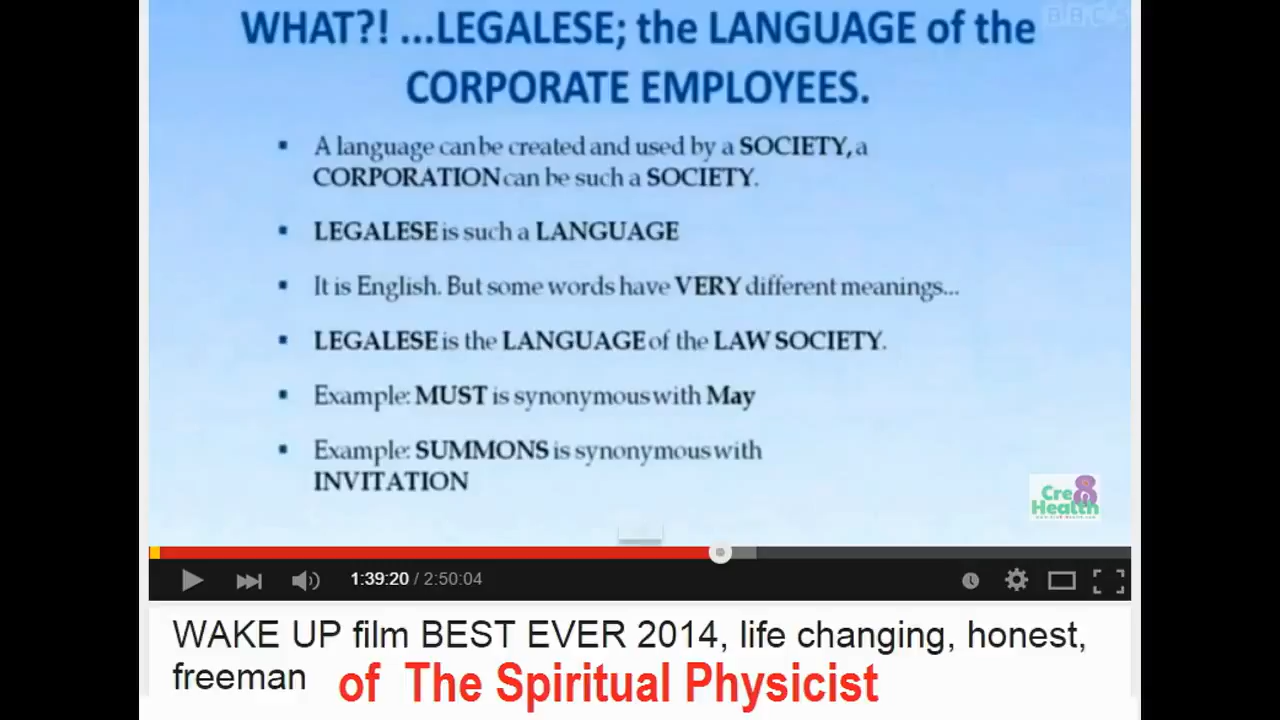 WHAT?! ...LEGALESE; the LANGUAGE of the
CORPORATE EMPLOYEES.
▪ A language can be created and used by a SOCIETY, a
CORPORATION can be such a SOCIETY.
▪ LEGALESE is such a LANGUAGE
▪ It is English. But some words have VERY different meanings...
▪ LEGALESE is the LANGUAGE of the LAW SOCIETY.
▪ Example: MUST is synonymous with May
▪ Example: SUMMONS is synonymous with
INVITATION
Cre8
Health
1:39:20 / 2:50:04
WAKE UP film BEST EVER 2014, life changing, honest,
freeman of The Spiritual Physicist